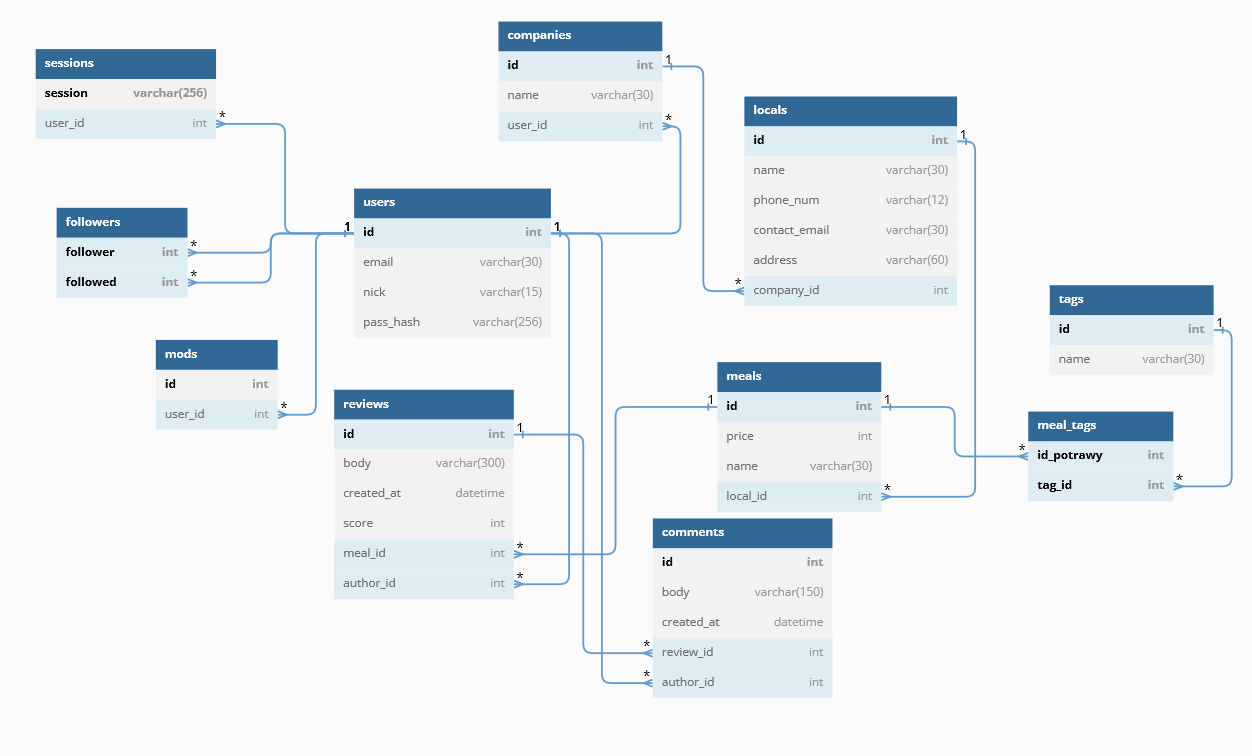 sessions
session varchar(256)
user_id int
*
companies
id int
1
name varchar(30)
user_id int
*
locals
id int
1
name varchar(30)
phone_num varchar(12)
contact_email varchar(30)
address varchar(60)
*
company_id int
followers
follower int
*
followed int
*
users
1
id int
1
email varchar(30)
nick varchar(15)
pass_hash varchar(256)
mods
id int
user_id int
*
tags
id int
1
name varchar(30)
reviews
id int
1
body varchar(300)
created_at datetime
score int
meal_id int
*
author_id int
*
meals
1
id int
1
price int
name varchar(30)
local_id int
*
meal_tags
*
id_potrawy int
tag_id int
*
comments
id int
body varchar(150)
created_at datetime
*
review_id int
*
author_id int